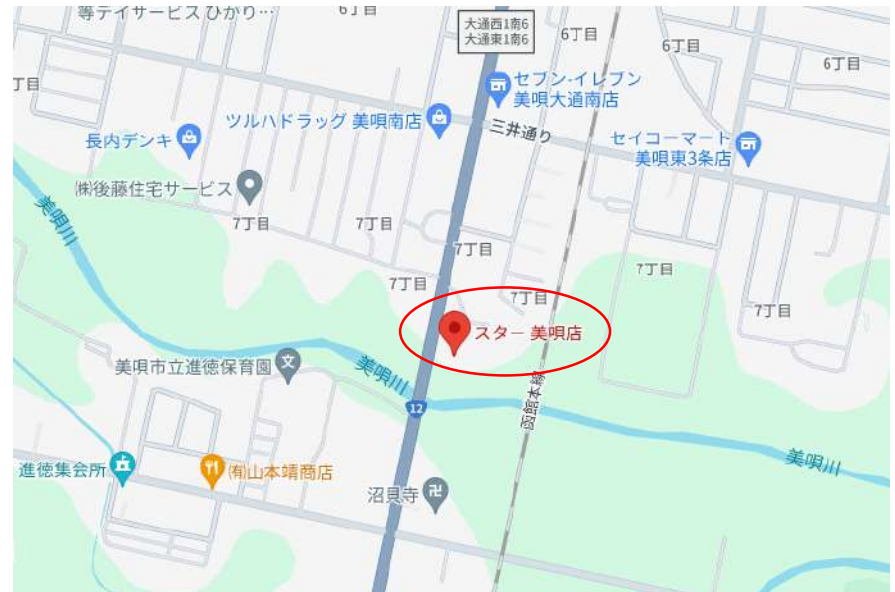 等デイサービス ひかり…
6丁目
大通西1南6
大通東1南6
6丁目
6丁目
6丁目
7丁目
セブン-イレブン
美唄大通南店
丁目
ツルハドラッグ 美唄南店
三井通り
長内デンキ
セイコーマート
美唄東3条店
㈱後藤住宅サービス
美唄川
7丁目
7丁目
7丁目
7丁目
7丁目
7丁目
7丁目
7丁目
スター 美唄店
美唄市立進徳保育園
美唄川
函館本線
12
美唄川
進徳集会所
㈲山本靖商店
沼貝寺